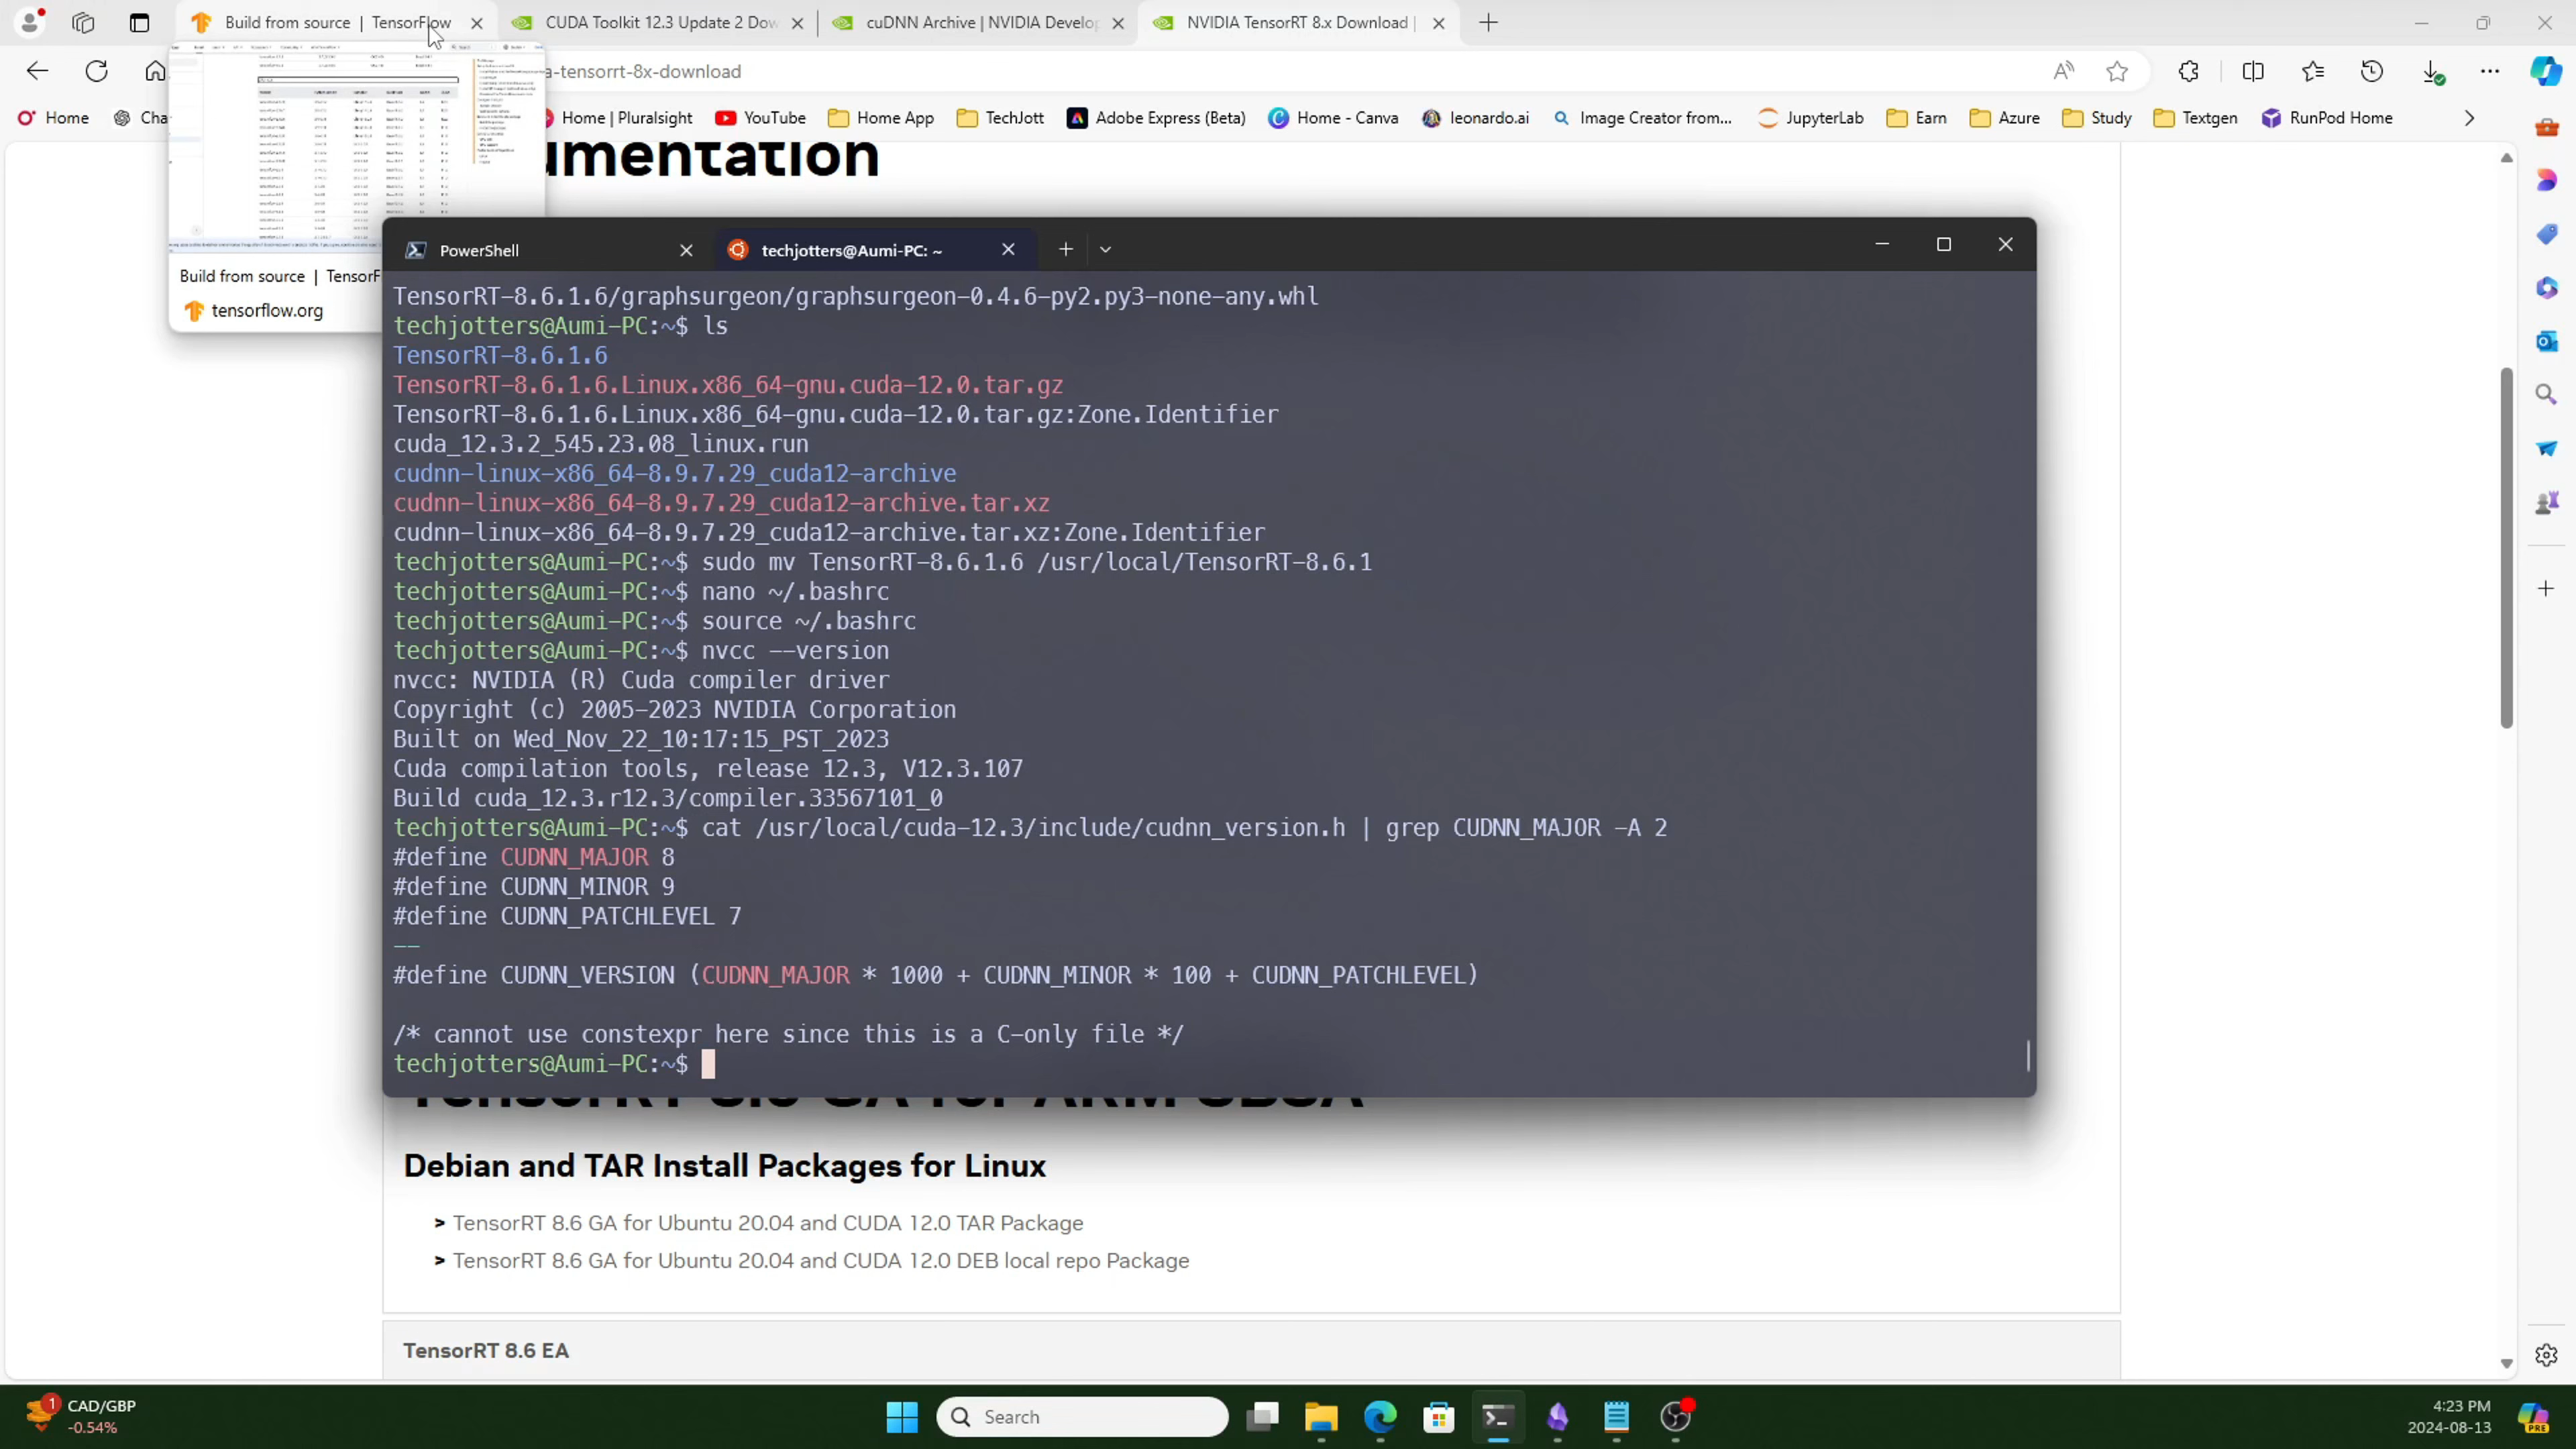 Build from source | TensorFlow
CUDA Toolkit 12.3 Update 2 Dow
cuDNN Archive | NVIDIA Develop
NVIDIA TensorRT 8.x Download |
a-tensorrt-8x-download
Home
Cha
Home | Pluralsight
YouTube
Home App
TechJott
Adobe Express (Beta)
Home - Canva
leonardo.ai
Image Creator from...
JupyterLab
Earn
Azure
Study
Textgen
RunPod Home
umentation
Build from source | TensorF
tensorflow.org
PowerShell
techjotters@Aumi-PC: ~
TensorRT-8.6.1.6/graphsurgeon/graphsurgeon-0.4.6-py2.py3-none-any.whl
techjotters@Aumi-PC:~$ ls
TensorRT-8.6.1.6
TensorRT-8.6.1.6.Linux.x86_64-gnu.cuda-12.0.tar.gz
TensorRT-8.6.1.6.Linux.x86_64-gnu.cuda-12.0.tar.gz:Zone.Identifier
cuda_12.3.2_545.23.08_linux.run
cudnn-linux-x86_64-8.9.7.29_cuda12-archive
cudnn-linux-x86_64-8.9.7.29_cuda12-archive.tar.xz
cudnn-linux-x86_64-8.9.7.29_cuda12-archive.tar.xz:Zone.Identifier
techjotters@Aumi-PC:~$ sudo mv TensorRT-8.6.1.6 /usr/local/TensorRT-8.6.1
techjotters@Aumi-PC:~$ nano ~/.bashrc
techjotters@Aumi-PC:~$ source ~/.bashrc
techjotters@Aumi-PC:~$ nvcc --version
nvcc: NVIDIA (R) Cuda compiler driver
Copyright (c) 2005-2023 NVIDIA Corporation
Built on Wed_Nov_22_10:17:15_PST_2023
Cuda compilation tools, release 12.3, V12.3.107
Build cuda_12.3.r12.3/compiler.33567101_0
techjotters@Aumi-PC:~$ cat /usr/local/cuda-12.3/include/cudnn_version.h | grep CUDNN_MAJOR -A 2
#define CUDNN_MAJOR 8
#define CUDNN_MINOR 9
#define CUDNN_PATCHLEVEL 7
--
#define CUDNN_VERSION (CUDNN_MAJOR * 1000 + CUDNN_MINOR * 100 + CUDNN_PATCHLEVEL)
/* cannot use constexpr here since this is a C-only file */
techjotters@Aumi-PC:~$
TensorRT 8.6 GA for ARM SBSA
Debian and TAR Install Packages for Linux
> TensorRT 8.6 GA for Ubuntu 20.04 and CUDA 12.0 TAR Package
> TensorRT 8.6 GA for Ubuntu 20.04 and CUDA 12.0 DEB local repo Package
TensorRT 8.6 EA
1
CAD/GBP
-0.54%
Search
4:23 PM
2024-08-13
PRE